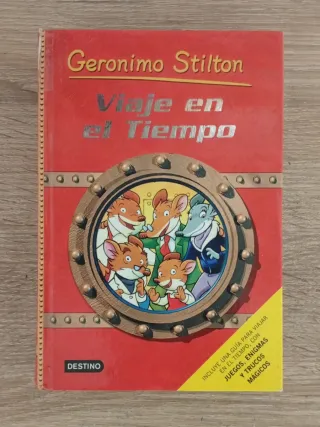 Geronimo Stilton
Viaje en
el Tiempo
INCLUYE UNA GUÍA PARA VIAJAR
EN EL TIEMPO, CON
JUEGOS, ENIGMAS
Y TRUCOS
MÁGICOS
DESTINO